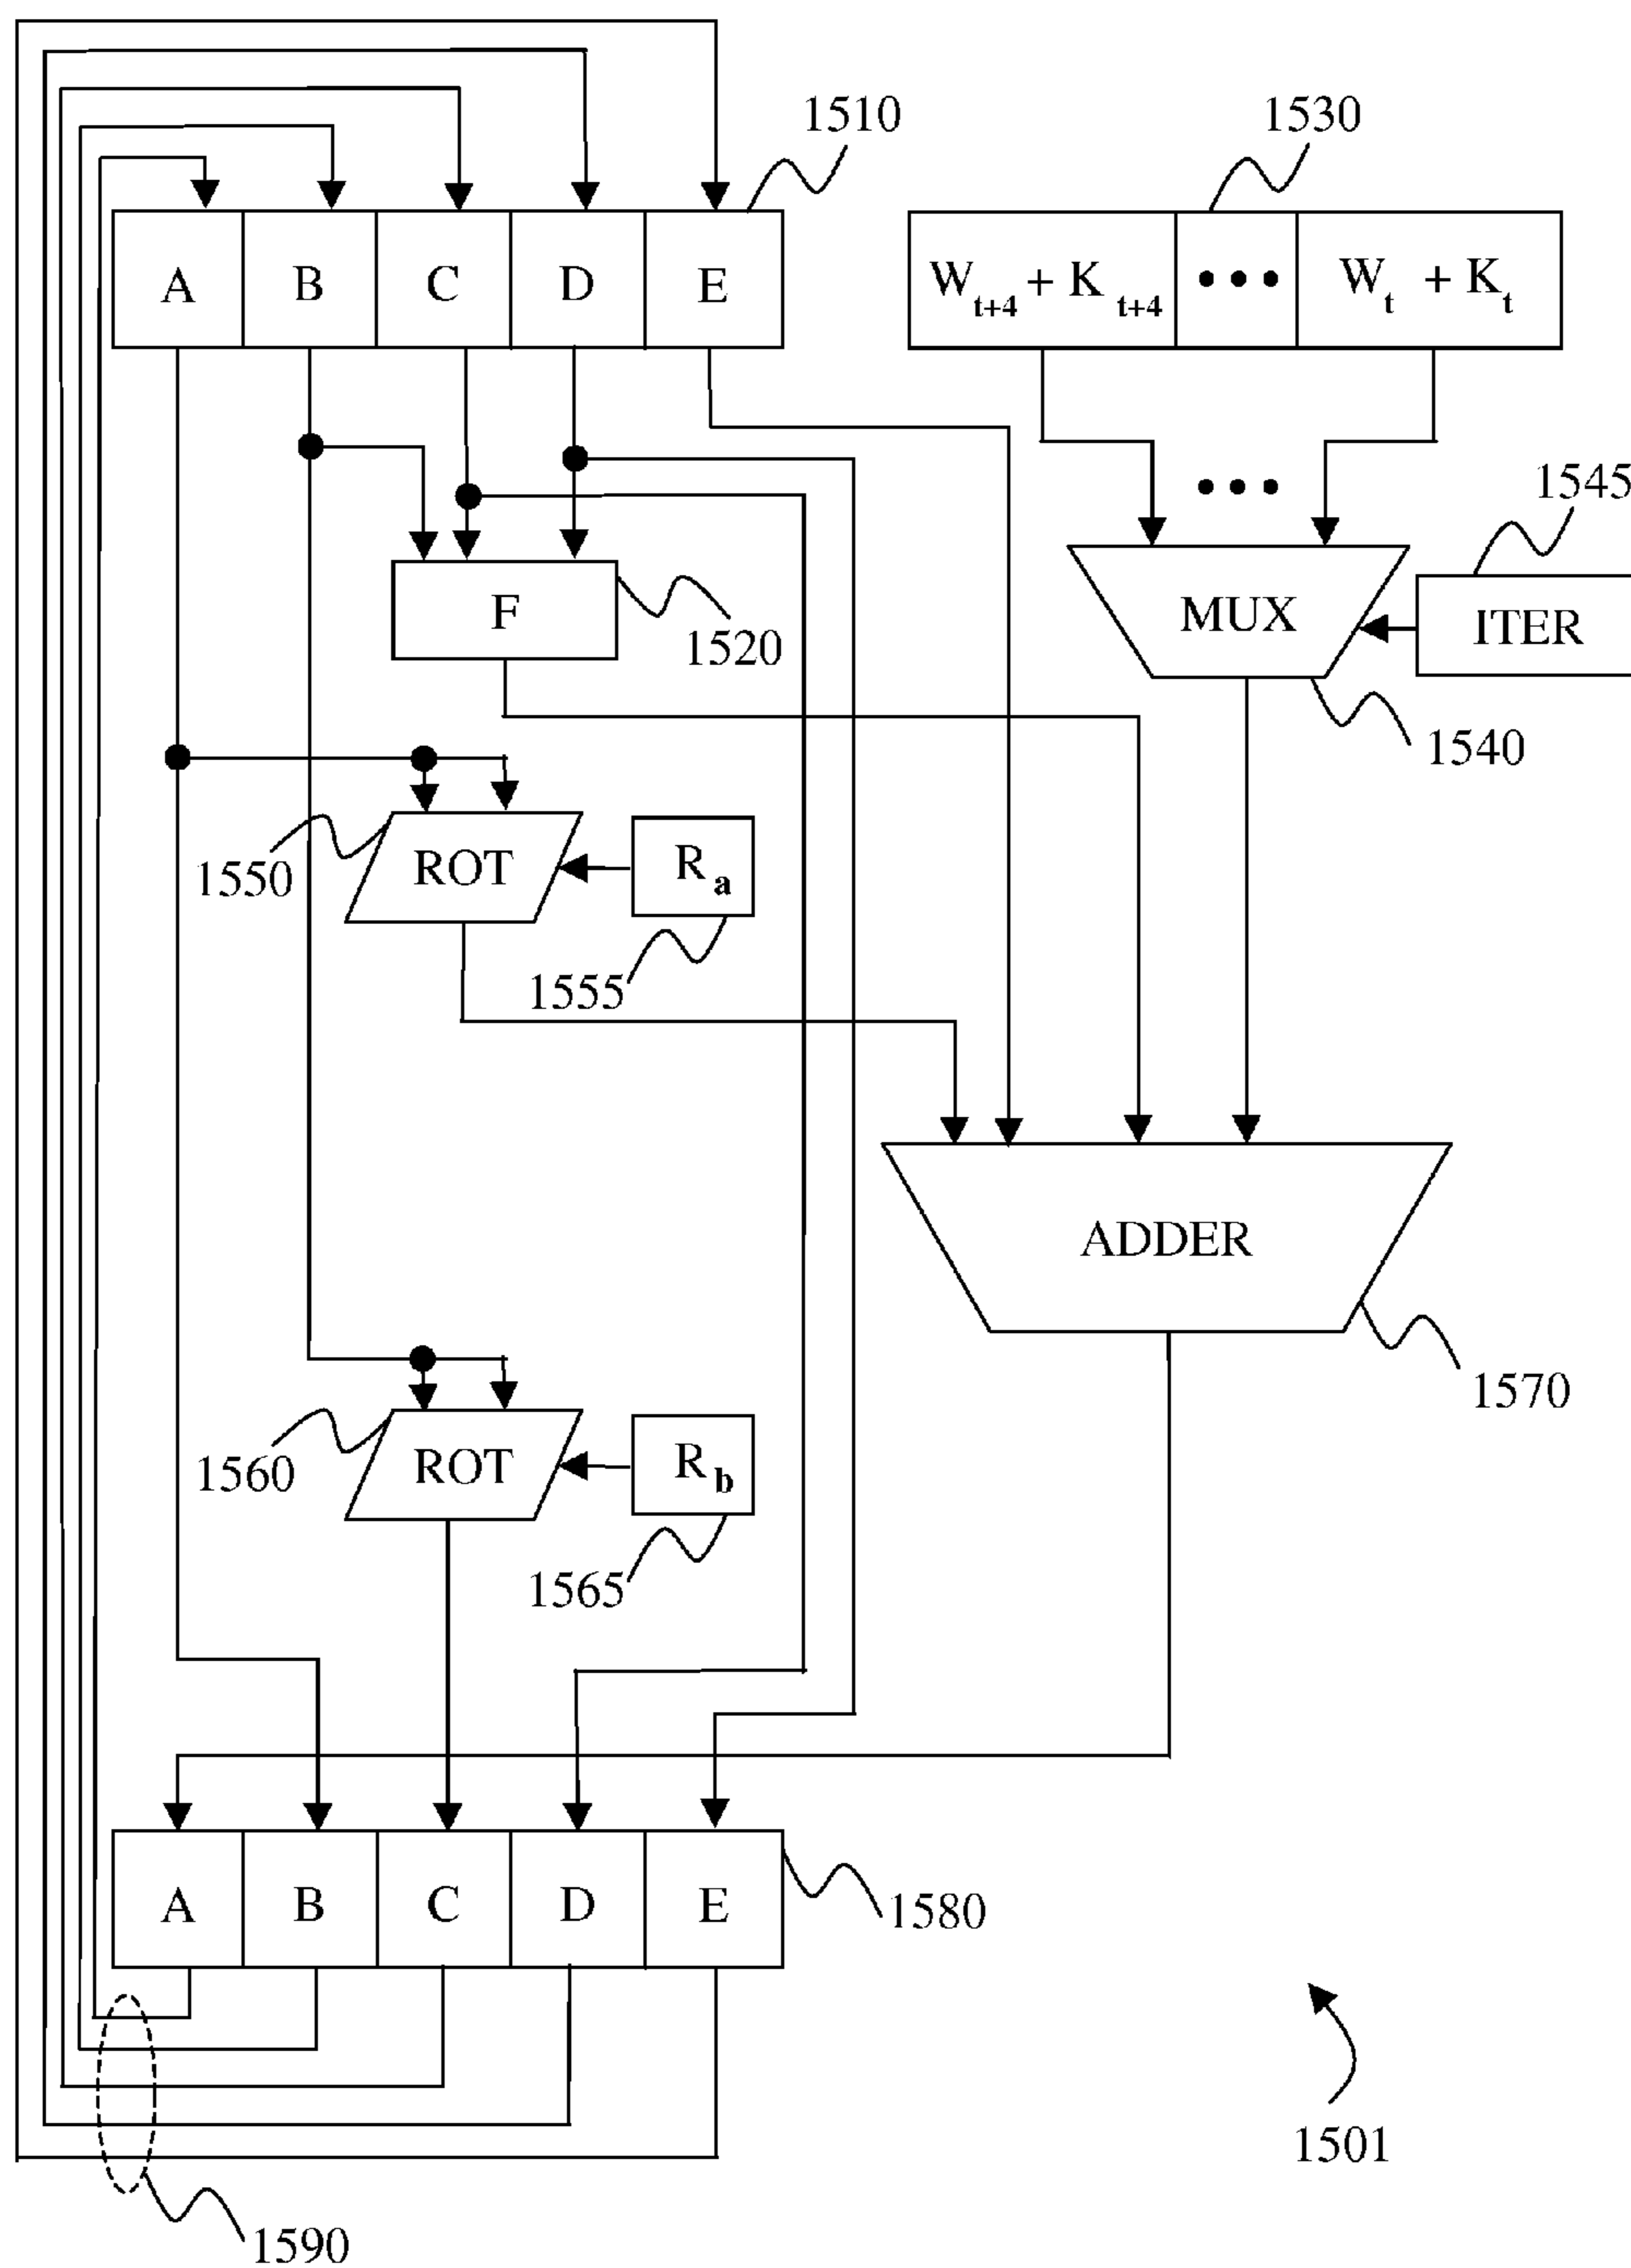 1510
1530
A B C D E
Wt+4 + K t+4 ••• Wt + Kt
•••
1545
F
MUX
ITER
1520
1540
ROT
Ra
1550
1555
ADDER
1570
ROT
Rb
1560
1565
A B C D E
1580
1501
1590